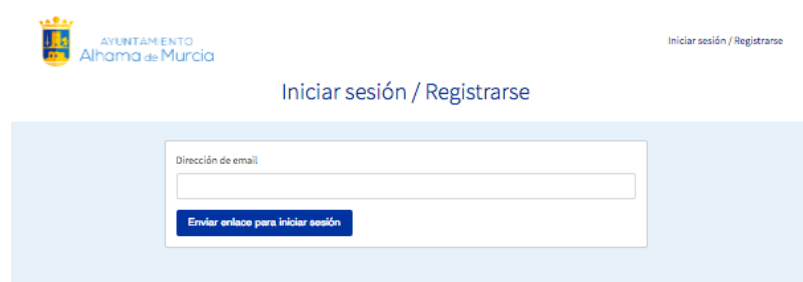 AYUNTAMIENTO
Alhama de Murcia
Iniciar sesión / Registrarse
Iniciar sesión / Registrarse
Dirección de email
Enviar enlace para iniciar sesión